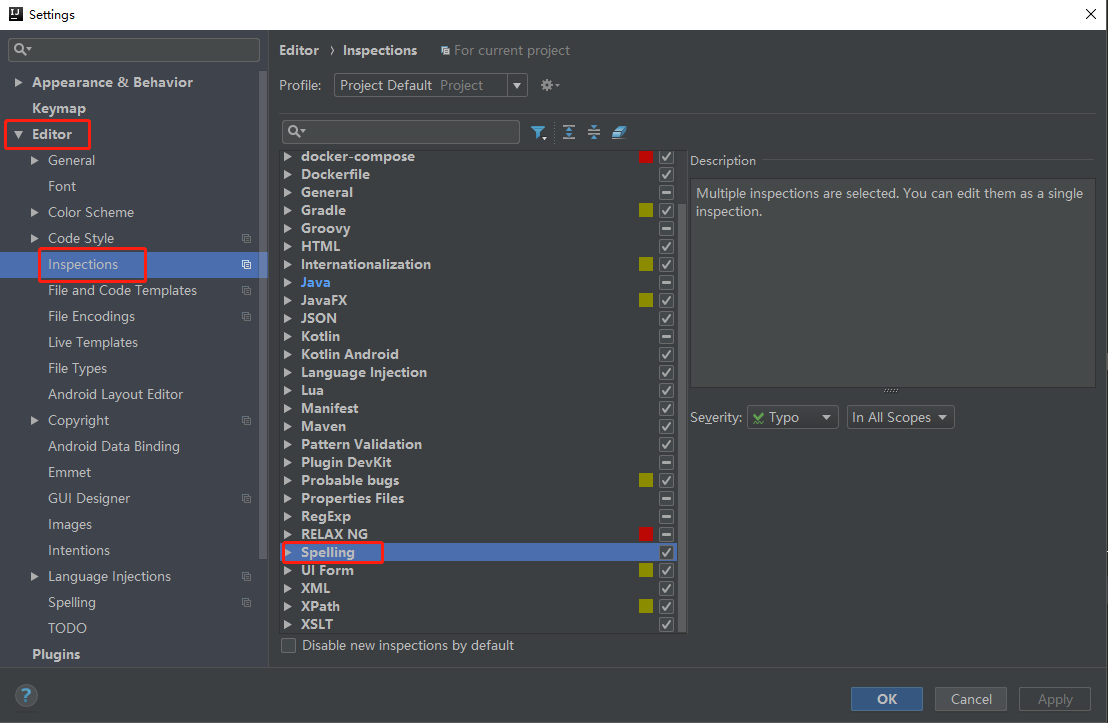 Settings
Appearance & Behavior
Keymap
Editor
General
Font
Color Scheme
Code Style
Inspections
File and Code Templates
File Encodings
Live Templates
File Types
Android Layout Editor
Copyright
Android Data Binding
Emmet
GUI Designer
Images
Intentions
Language Injections
Spelling
TODO
Plugins
Editor › Inspections For current project
Profile: Project Default Project
docker-compose
Dockerfile
General
Gradle
Groovy
HTML
Internationalization
Java
JavaFX
JSON
Kotlin
Kotlin Android
Language Injection
Lua
Manifest
Maven
Pattern Validation
Plugin DevKit
Probable bugs
Properties Files
RegExp
RELAX NG
Spelling
UI Form
XML
XPath
XSLT
Disable new inspections by default
Description
Multiple inspections are selected. You can edit them as a single
inspection.
Severity: Typo In All Scopes
?
OK Cancel Apply